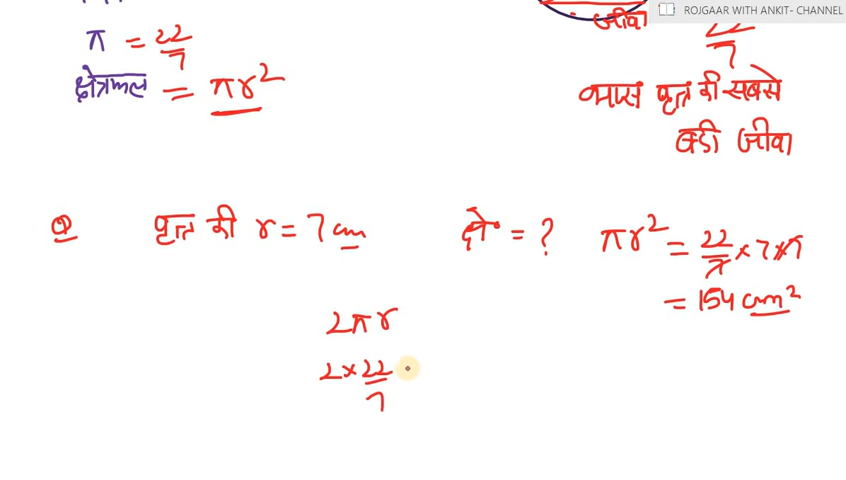 ROJGAAR WITH ANKIT- CHANNEL
जीवा
π = 22/7
22/7
क्षेत्रफल = πr²
व्यास वृत्त की सबसे
बडी जीवा
Q वृत्त की r = 7 cm क्षे॰ = ? πr² = 22/7 × 7 × 7
= 154 cm²
2πr
2 × 22/7